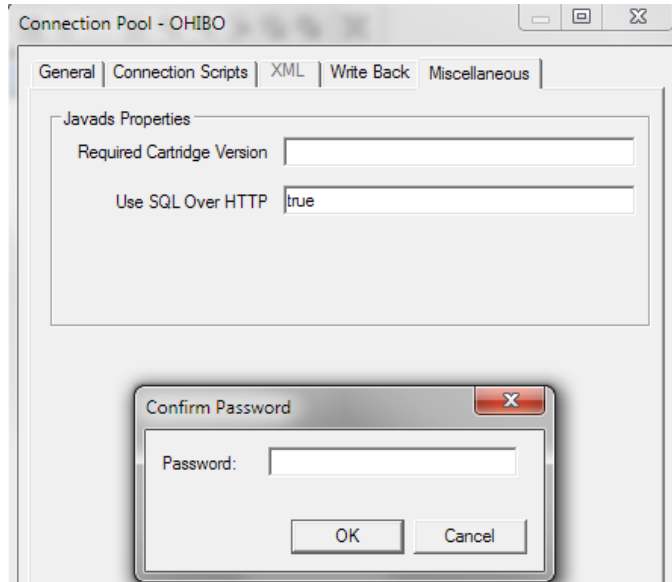 Connection Pool - OHIBO
General Connection Scripts XML Write Back Miscellaneous
Javads Properties
Required Cartridge Version
Use SQL Over HTTP true
Confirm Password
Password:
OK Cancel